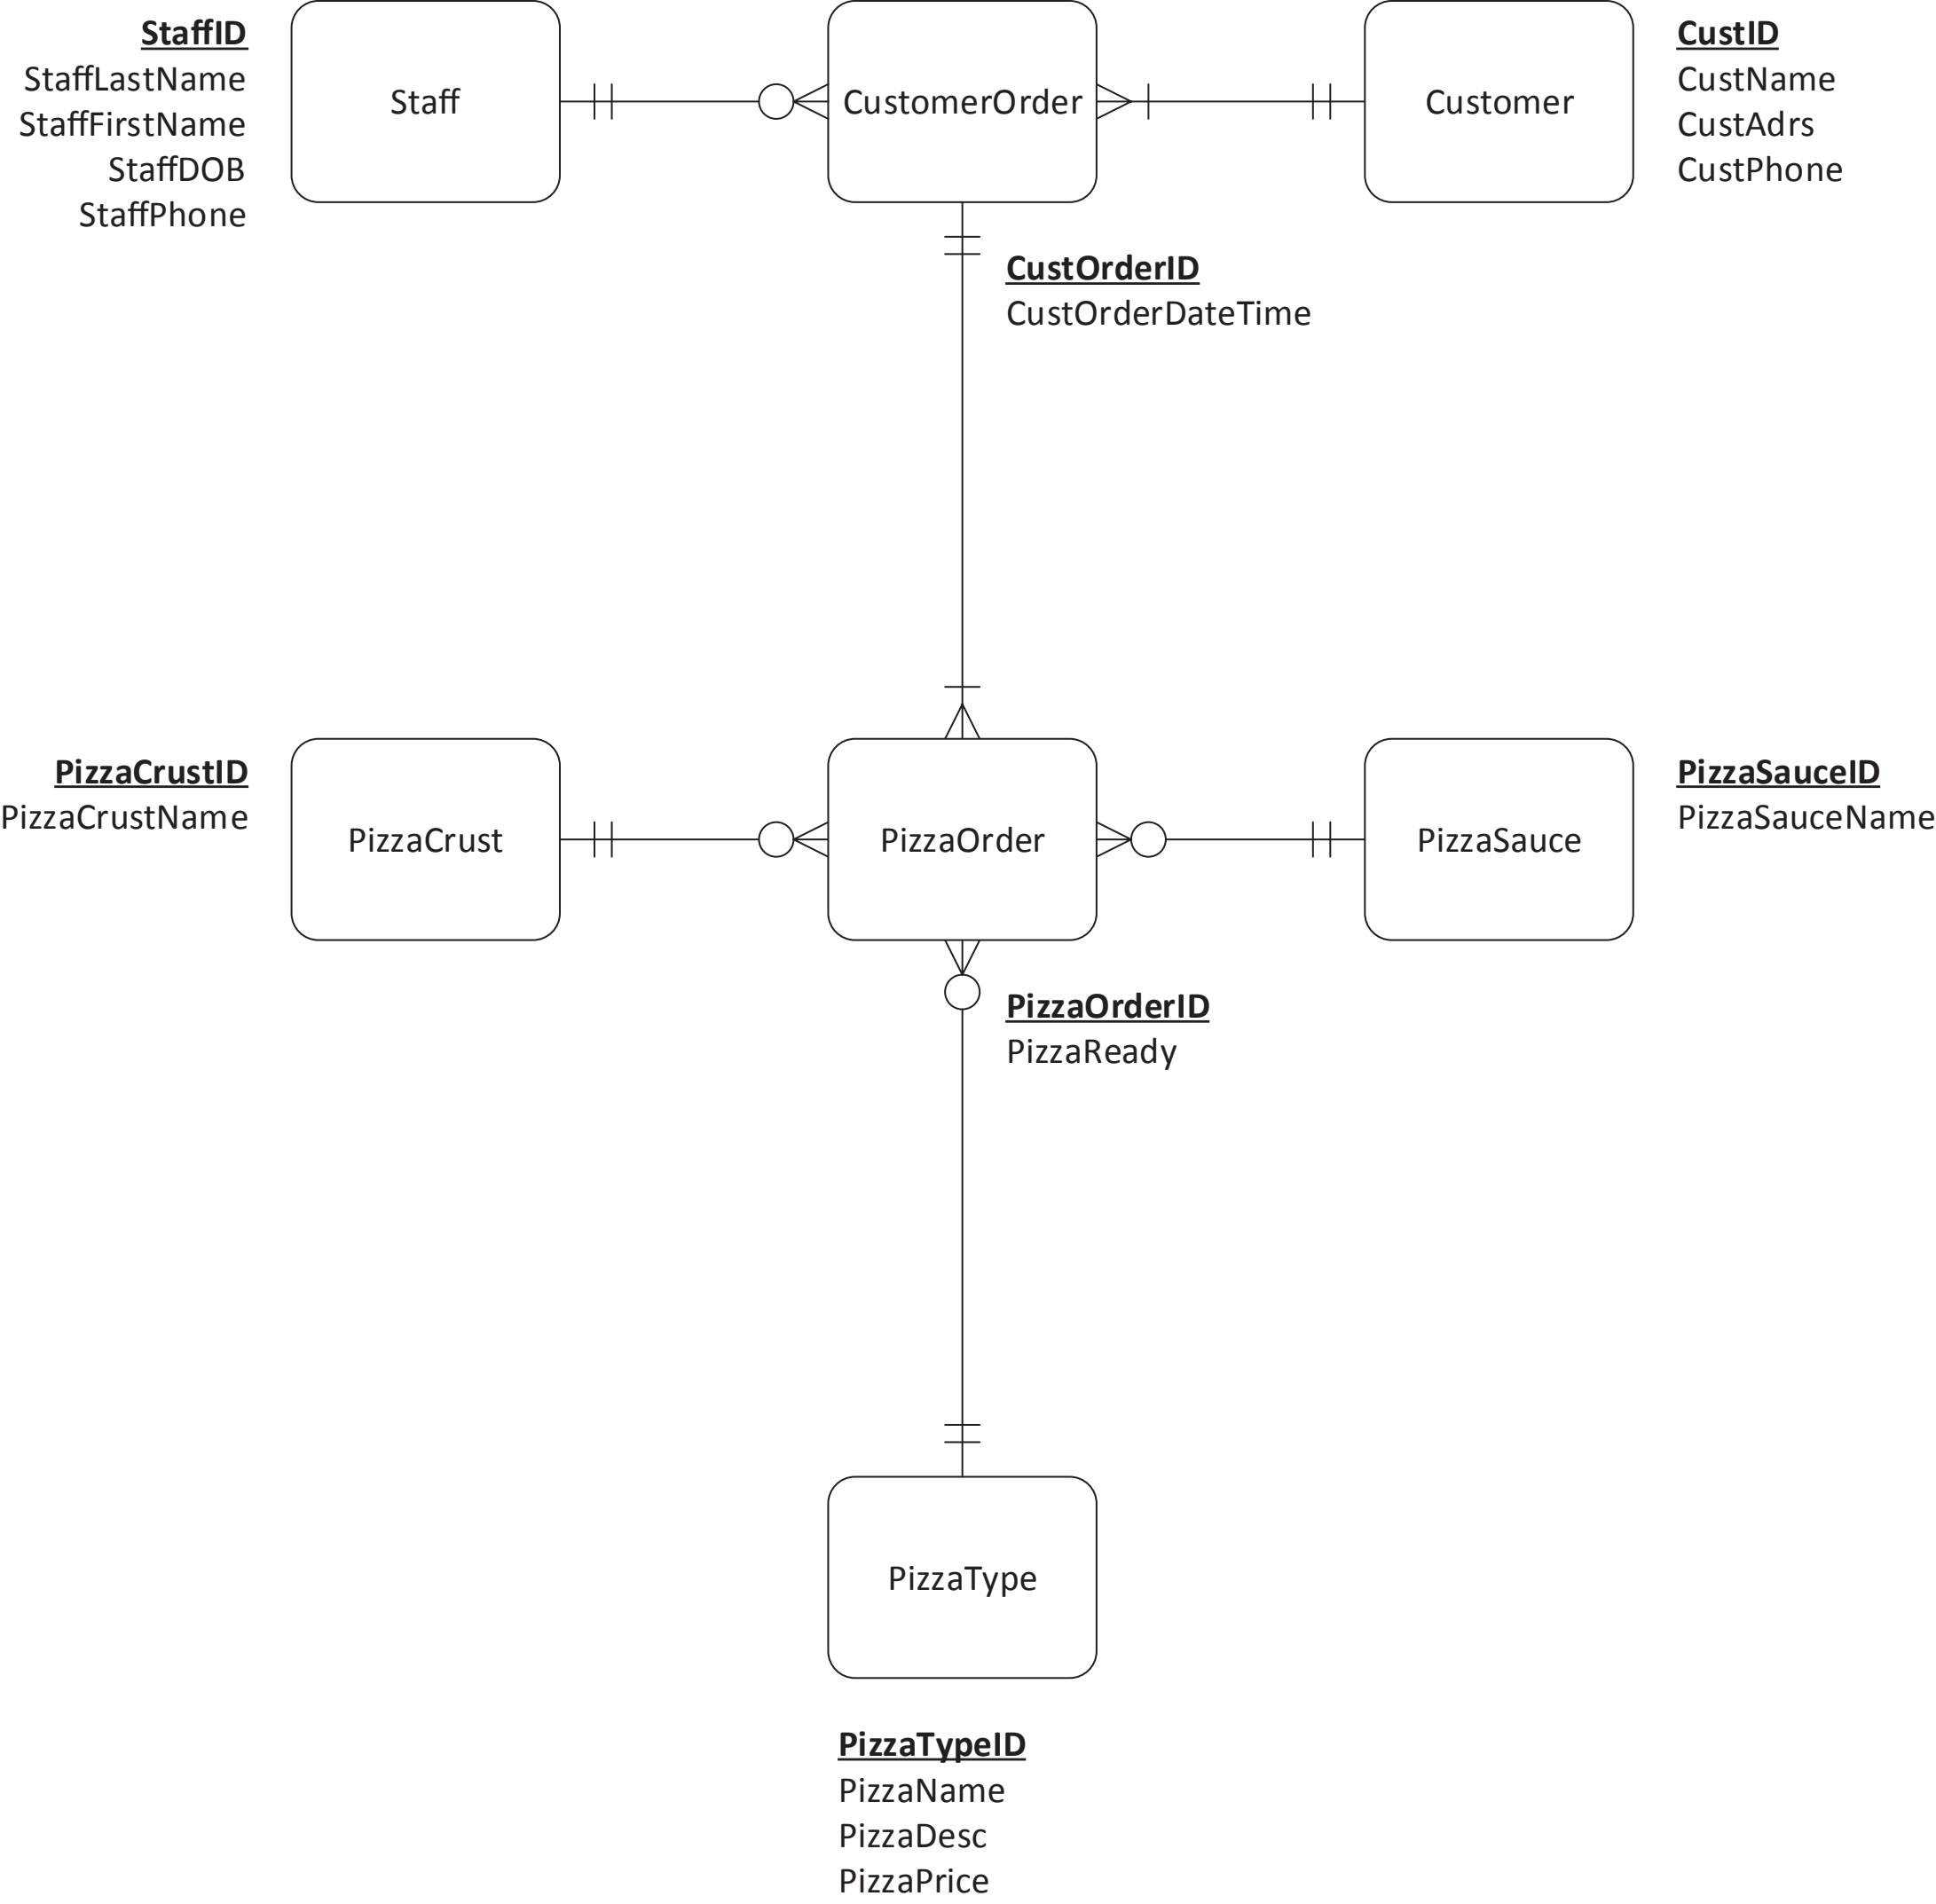 StaffID
StaffLastName
StaffFirstName
StaffDOB
StaffPhone
Staff
CustomerOrder
Customer
CustID
CustName
CustAdrs
CustPhone
CustOrderID
CustOrderDateTime
PizzaCrustID
PizzaCrustName
PizzaCrust
PizzaOrder
PizzaSauce
PizzaSauceID
PizzaSauceName
PizzaOrderID
PizzaReady
PizzaType
PizzaTypeID
PizzaName
PizzaDesc
PizzaPrice